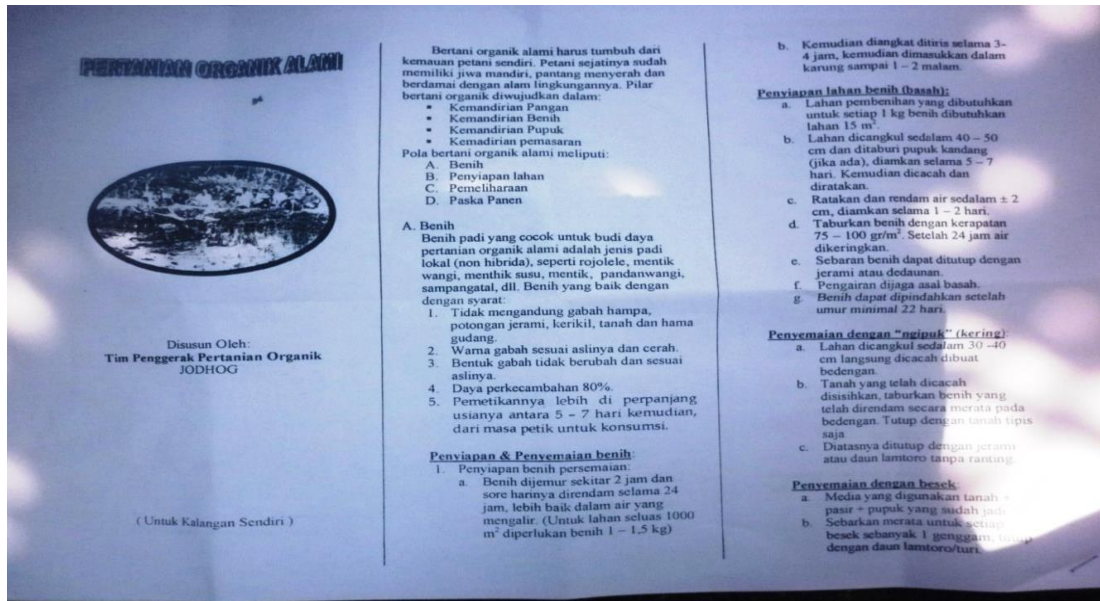 PERTANIAN ORGANIK ALAMI
Disusun Oleh:
Tim Penggerak Pertanian Organik
JODHOG
( Untuk Kalangan Sendiri )
Bertani organik alami harus tumbuh dari
kemauan petani sendiri. Petani sejatinya sudah
memiliki jiwa mandiri, pantang menyerah dan
berdamai dengan alam lingkungannya. Pilar
bertani organik diwujudkan dalam:
▪ Kemandirian Pangan
▪ Kemandirian Benih
▪ Kemandirian Pupuk
▪ Kemadirian pemasaran
Pola bertani organik alami meliputi:
A. Benih
B. Penyiapan lahan
C. Pemeliharaan
D. Paska Panen
A. Benih
Benih padi yang cocok untuk budi daya
pertanian organik alami adalah jenis padi
lokal (non hibrida), seperti rojolele, mentik
wangi, menthik susu, mentik, pandanwangi,
sampangatal, dll. Benih yang baik dengan
dengan syarat:
1. Tidak mengandung gabah hampa,
potongan jerami, kerikil, tanah dan hama
gudang.
2. Warna gabah sesuai aslinya dan cerah.
3. Bentuk gabah tidak berubah dan sesuai
aslinya.
4. Daya perkecambahan 80%.
5. Pemetikannya lebih di perpanjang
usianya antara 5 – 7 hari kemudian,
dari masa petik untuk konsumsi.
Penyiapan & Penyemaian benih:
1. Penyiapan benih persemaian:
a. Benih dijemur sekitar 2 jam dan
sore harinya direndam selama 24
jam, lebih baik dalam air yang
mengalir. (Untuk lahan seluas 1000
m² diperlukan benih 1 – 1,5 kg)
b. Kemudian diangkat ditiris selama 3-
4 jam, kemudian dimasukkan dalam
karung sampai 1 – 2 malam.
Penyiapan lahan benih (basah):
a. Lahan pembenihan yang dibutuhkan
untuk setiap 1 kg benih dibutuhkan
lahan 15 m².
b. Lahan dicangkul sedalam 40 – 50
cm dan ditaburi pupuk kandang
(jika ada), diamkan selama 5 – 7
hari. Kemudian dicacah dan
diratakan.
c. Ratakan dan rendam air sedalam ± 2
cm, diamkan selama 1 – 2 hari.
d. Taburkan benih dengan kerapatan
75 – 100 gr/m². Setelah 24 jam air
dikeringkan.
e. Sebaran benih dapat ditutup dengan
jerami atau dedaunan.
f. Pengairan dijaga asal basah.
g. Benih dapat dipindahkan setelah
umur minimal 22 hari.
Penyemaian dengan “ngipuk” (kering):
a. Lahan dicangkul sedalam 30 -40
cm langsung dicacah dibuat
bedengan.
b. Tanah yang telah dicacah
disisihkan, taburkan benih yang
telah direndam secara merata pada
bedengan. Tutup dengan tanah tipis
saja
c. Diatasnya ditutup dengan jerami
atau daun lamtoro tanpa ranting.
Penyemaian dengan besek:
a. Media yang digunakan tanah +
pasir + pupuk yang sudah jadi
b. Sebarkan merata untuk setiap
besek sebanyak 1 genggam, tutup
dengan daun lamtoro/turi.